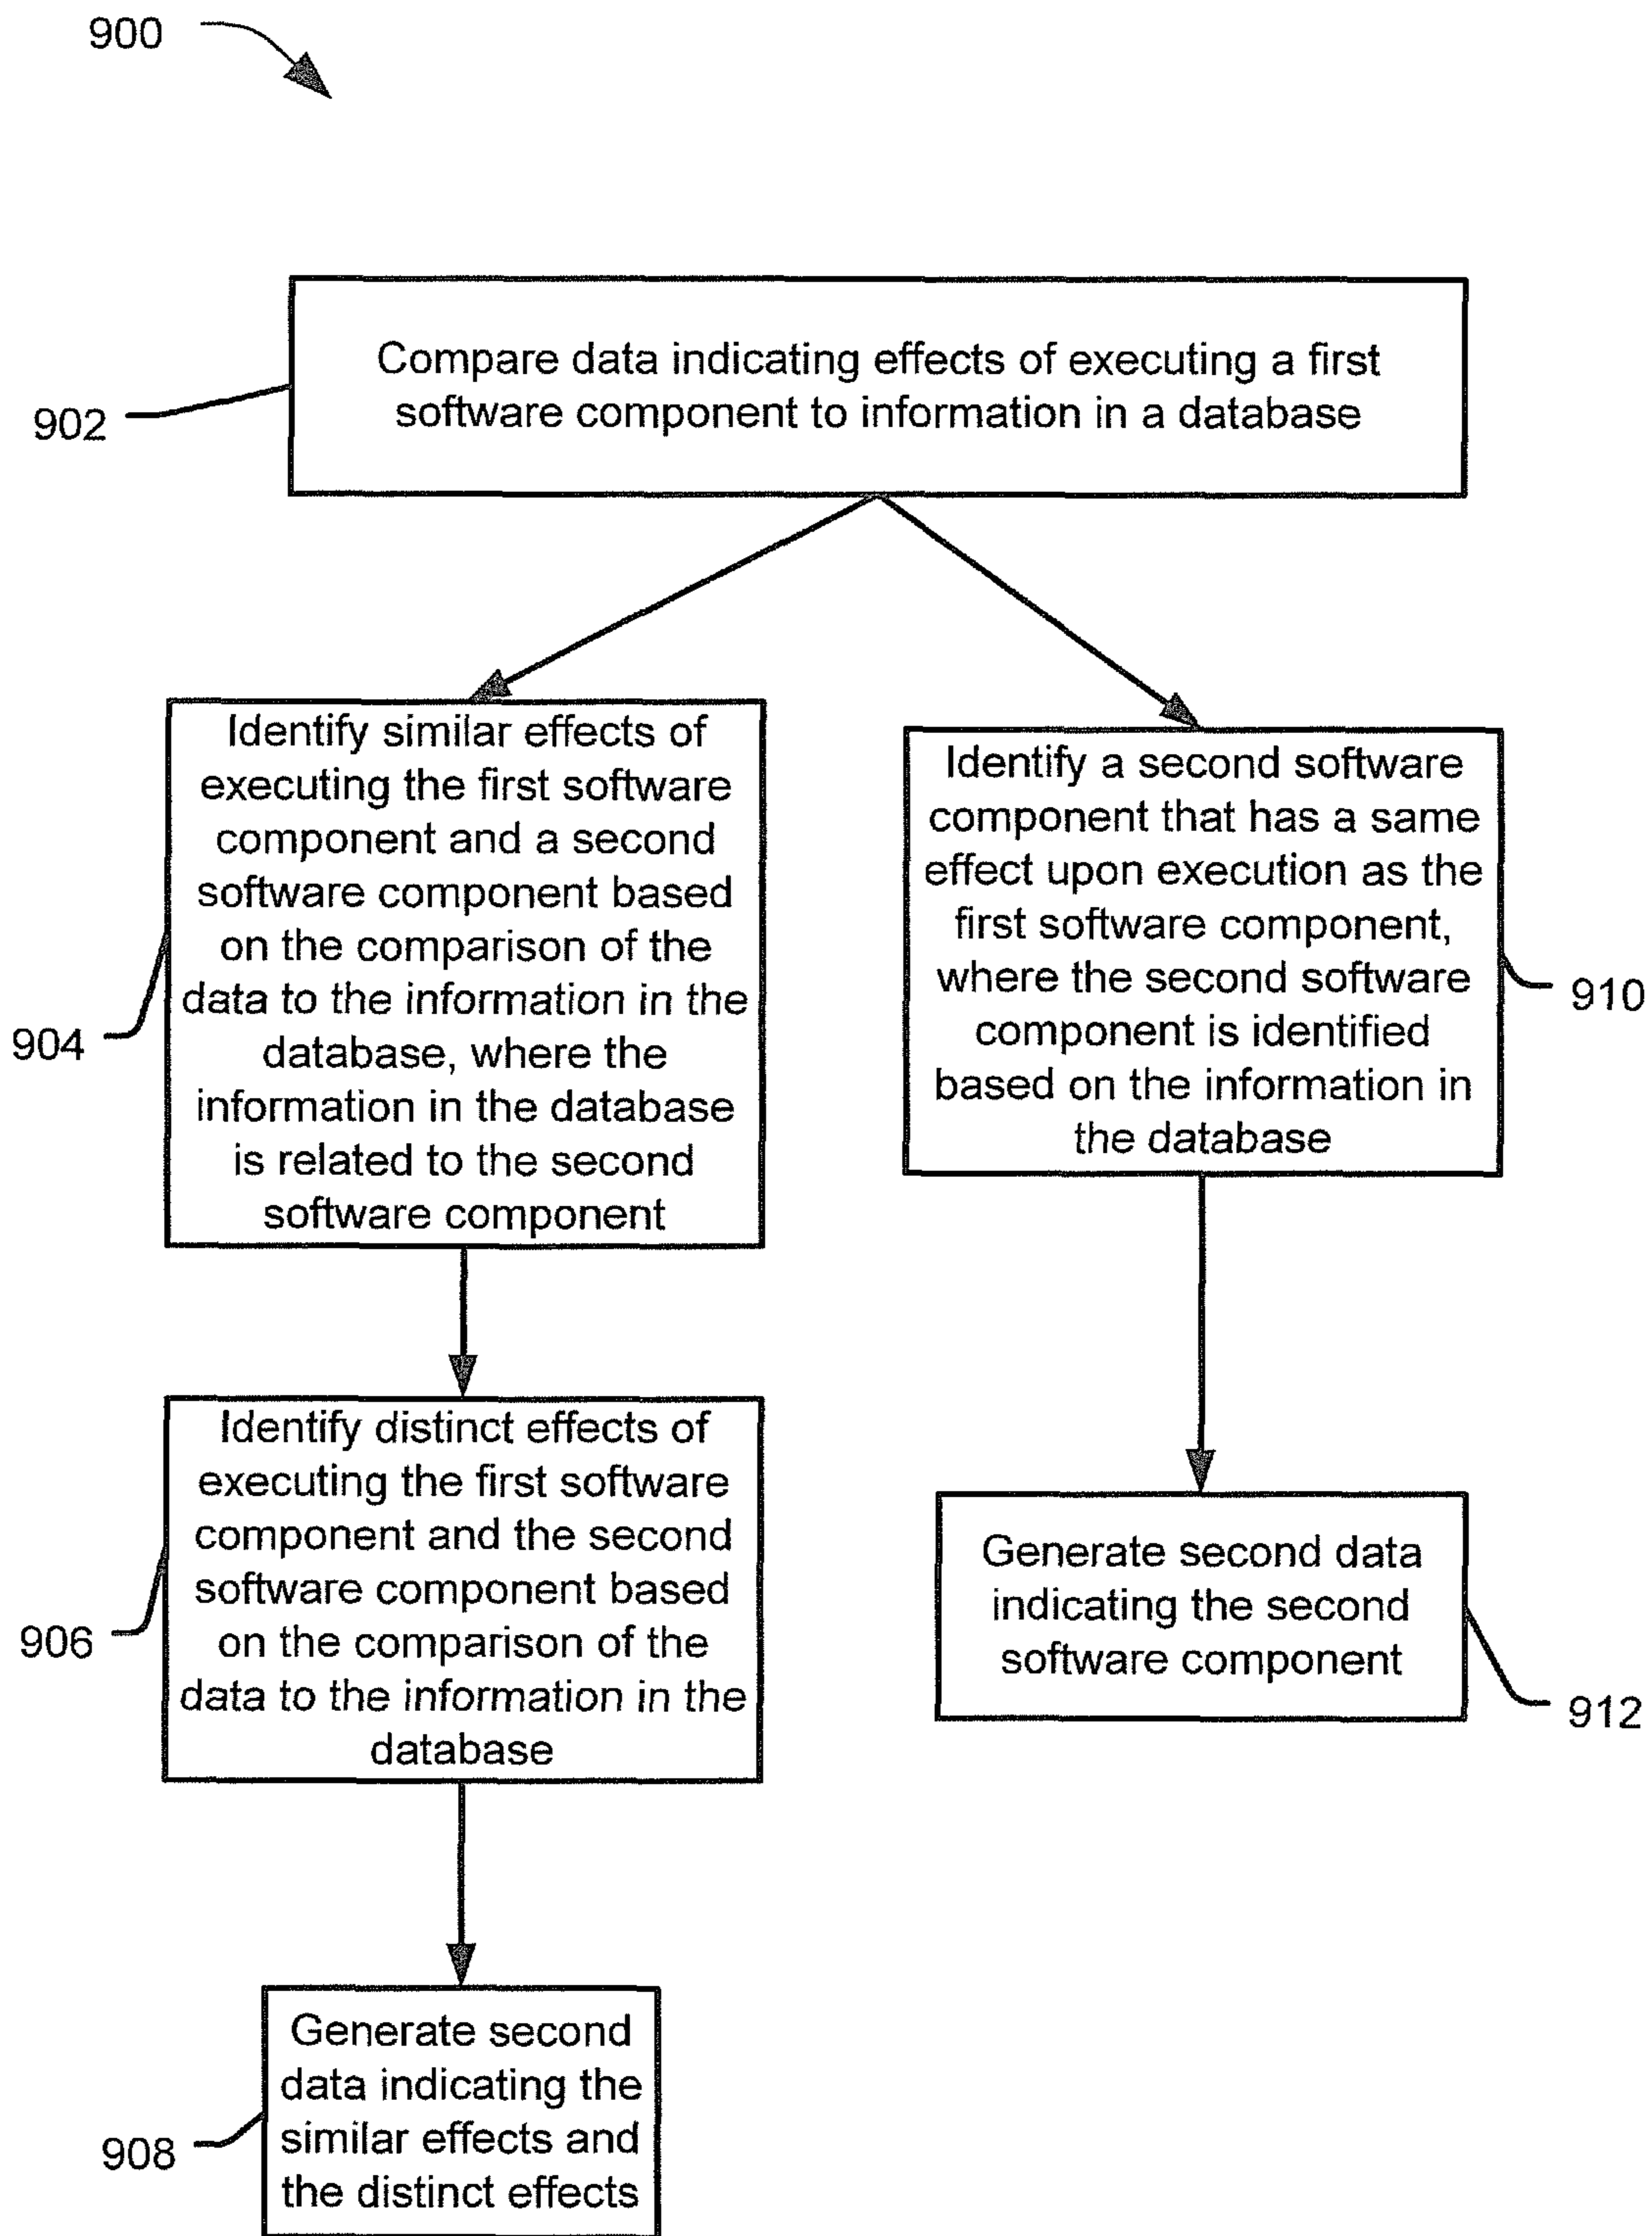 900
902
Compare data indicating effects of executing a first
software component to information in a database
904
Identify similar effects of
executing the first software
component and a second
software component based
on the comparison of the
data to the information in the
database, where the
information in the database
is related to the second
software component
906
Identify distinct effects of
executing the first software
component and the second
software component based
on the comparison of the
data to the information in the
database
908
Generate second
data indicating the
similar effects and
the distinct effects
Identify a second software
component that has a same
effect upon execution as the
first software component,
where the second software
component is identified
based on the information in
the database
910
Generate second data
indicating the second
software component
912